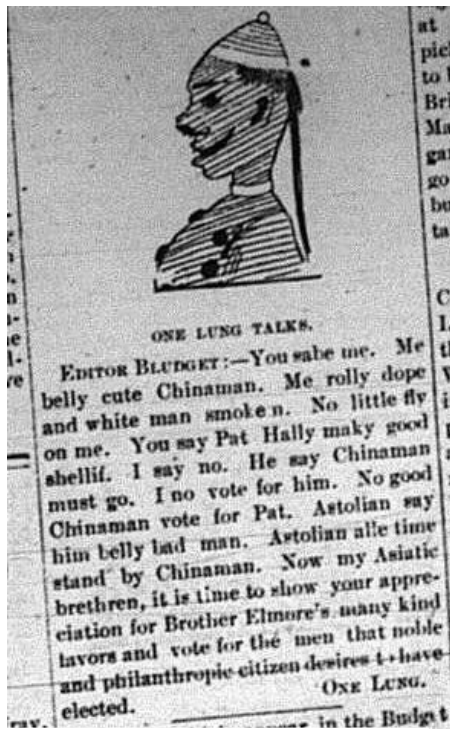 at
ONE LUNG TALKS.
EDITOR BLUDGET:—You sabe me. Me
belly cute Chinaman. Me rolly dope
and white man smoke n. No little fly
on me. You say Pat Hally maky good
shellif. I say no. He say Chinaman
must go. I no vote for him. No good
Chinaman vote for Pat. Astolian say
him belly bad man. Astolian alle time
stand by Chinaman. Now my Asiatic
brethren, it is time to show your appre-
ciation for Brother Elmore's many kind
favors and vote for the men that noble
and philanthropic citizen desires to have
elected.
ONE LUNG.
in the Budget